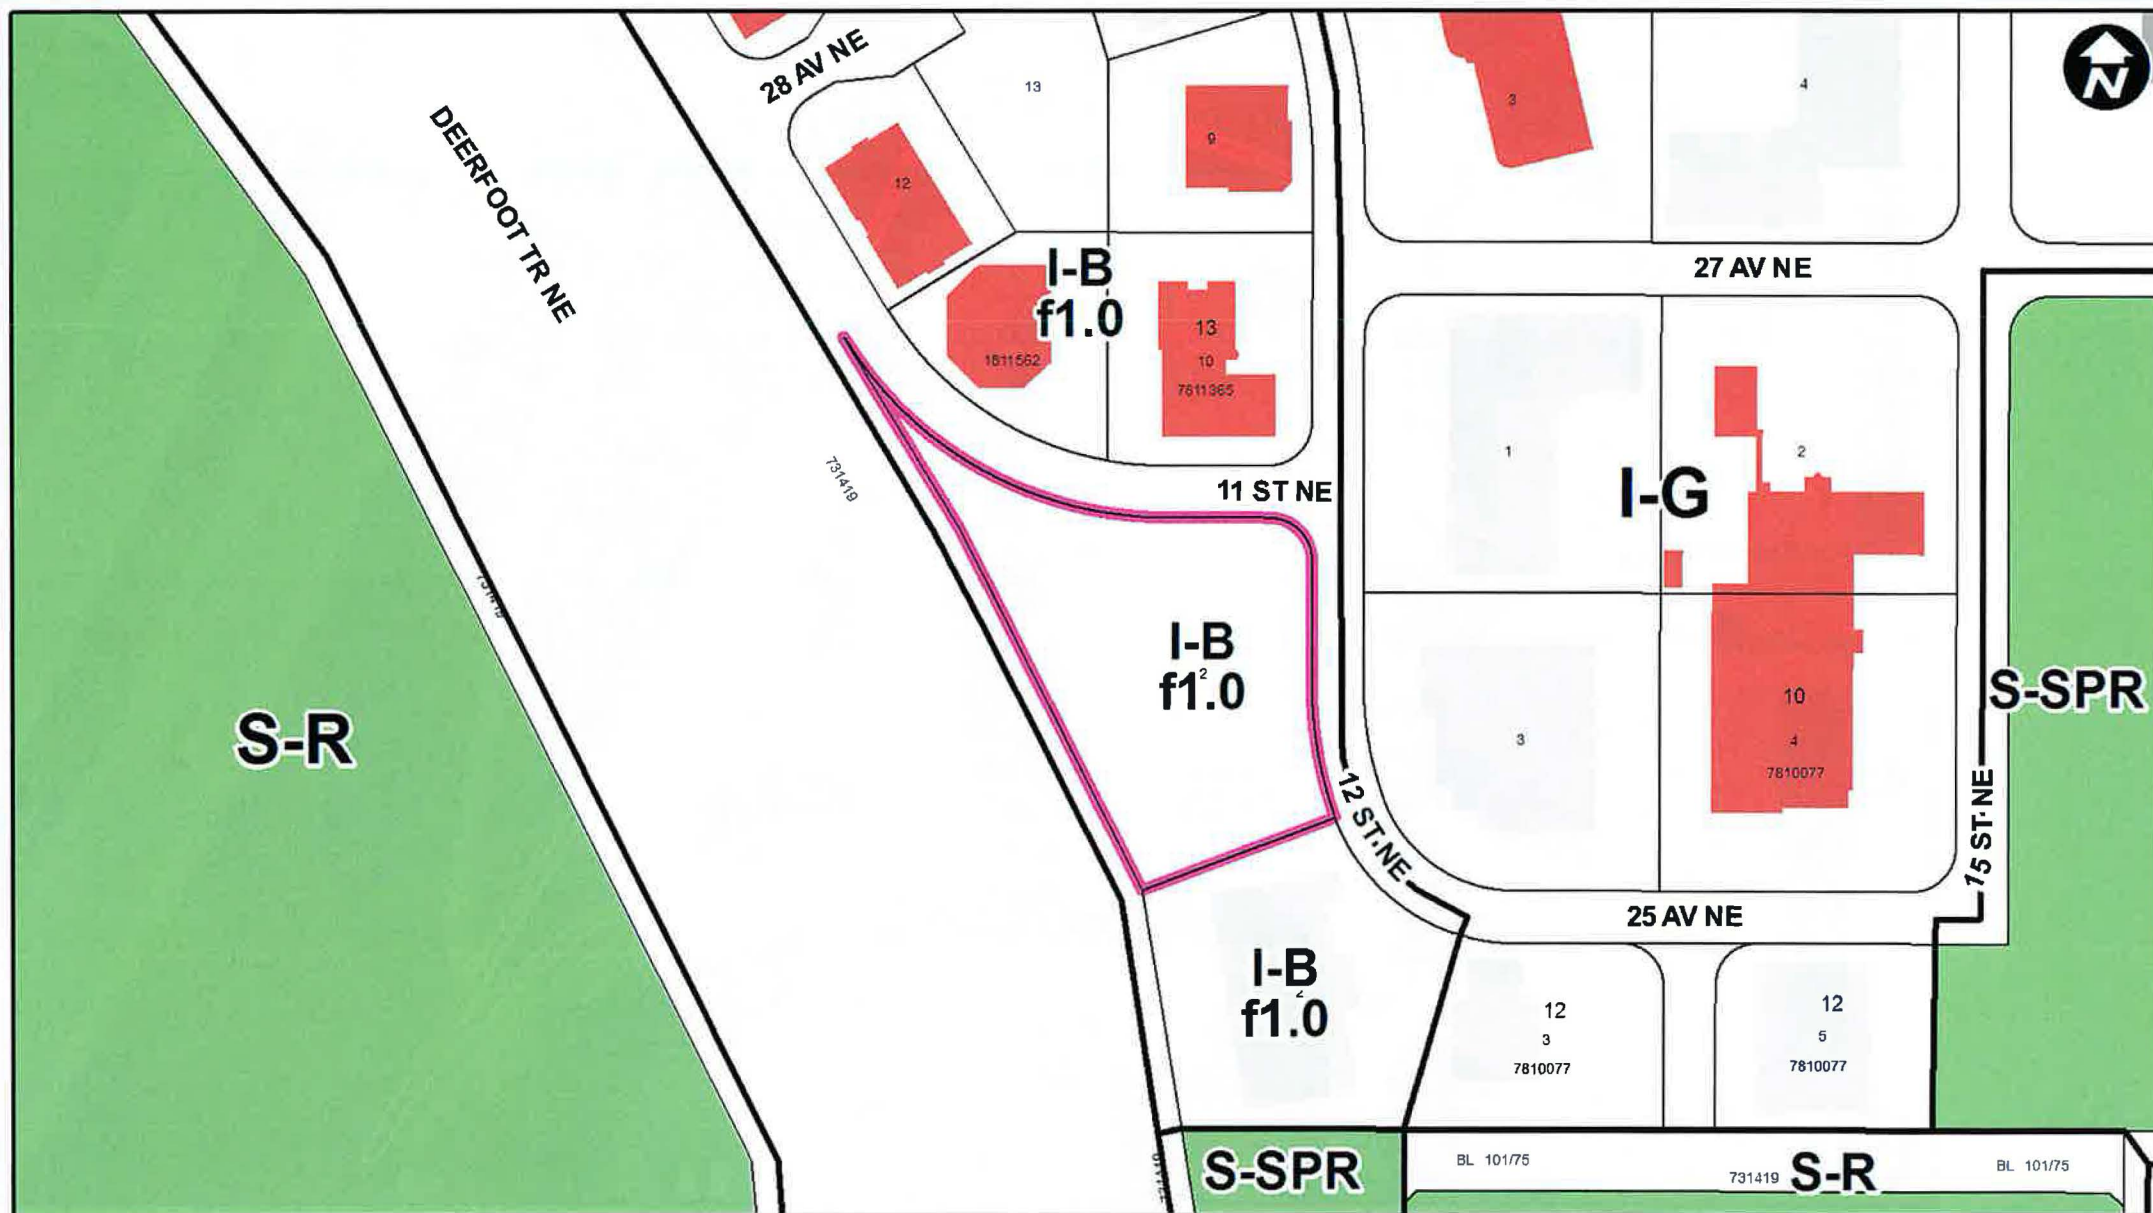 28 AV NE
13
3
4
N
DEERFOOT TR NE
9
12
I-B
f1.0
27 AV NE
13
10
7811365
1811562
731419
1
2
11 ST NE
I-G
I-B
2
f1.0
S-R
3
10
4
7810077
S-SPR
12 ST NE
15 ST NE
25 AV NE
I-B
2
f1.0
12
3
7810077
12
5
7810077
S-SPR
BL 101/75
731419
S-R
BL 101/75